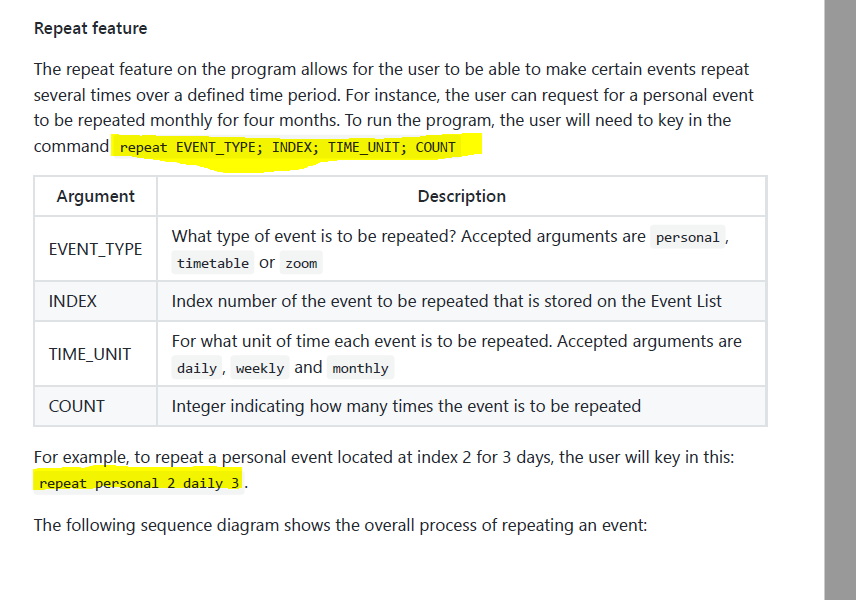 Repeat feature
The repeat feature on the program allows for the user to be able to make certain events repeat
several times over a defined time period. For instance, the user can request for a personal event
to be repeated monthly for four months. To run the program, the user will need to key in the
command repeat EVENT_TYPE; INDEX; TIME_UNIT; COUNT
Argument Description
EVENT_TYPE What type of event is to be repeated? Accepted arguments are personal ,
timetable or zoom
INDEX Index number of the event to be repeated that is stored on the Event List
TIME_UNIT For what unit of time each event is to be repeated. Accepted arguments are
daily , weekly and monthly
COUNT Integer indicating how many times the event is to be repeated
For example, to repeat a personal event located at index 2 for 3 days, the user will key in this:
repeat personal 2 daily 3 .
The following sequence diagram shows the overall process of repeating an event: